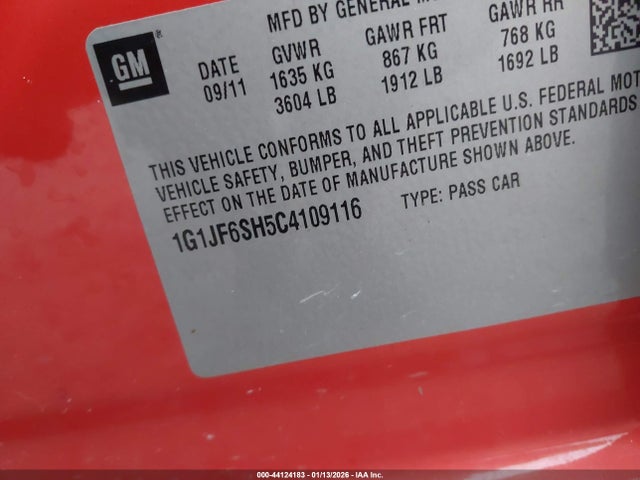 MFD BY GENERAL
GM ®
DATE GVWR GAWR FRT GAWR RR
09/11 1635 KG 867 KG 768 KG
3604 LB 1912 LB 1692 LB
THIS VEHICLE CONFORMS TO ALL APPLICABLE U.S. FEDERAL MOT
VEHICLE SAFETY, BUMPER, AND THEFT PREVENTION STANDARDS
EFFECT ON THE DATE OF MANUFACTURE SHOWN ABOVE.
1G1JF6SH5C4109116 TYPE: PASS CAR
000-44124183 - 01/13/2026 - IAA Inc.